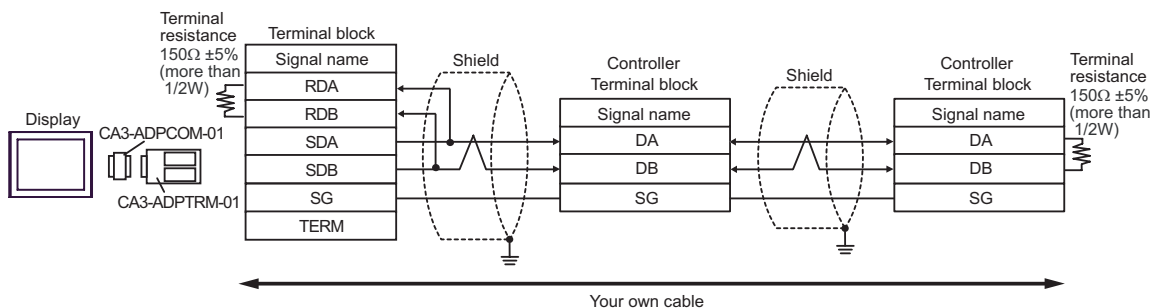 Terminal
resistance
150Ω ±5%
(more than
1/2W)
Terminal block
Signal name
RDA
RDB
SDA
SDB
SG
TERM
Display
CA3-ADPCOM-01
CA3-ADPTRM-01
Shield
Controller
Terminal block
Signal name
DA
DB
SG
Shield
Controller
Terminal block
Signal name
DA
DB
SG
Terminal
resistance
150Ω ±5%
(more than
1/2W)
Your own cable